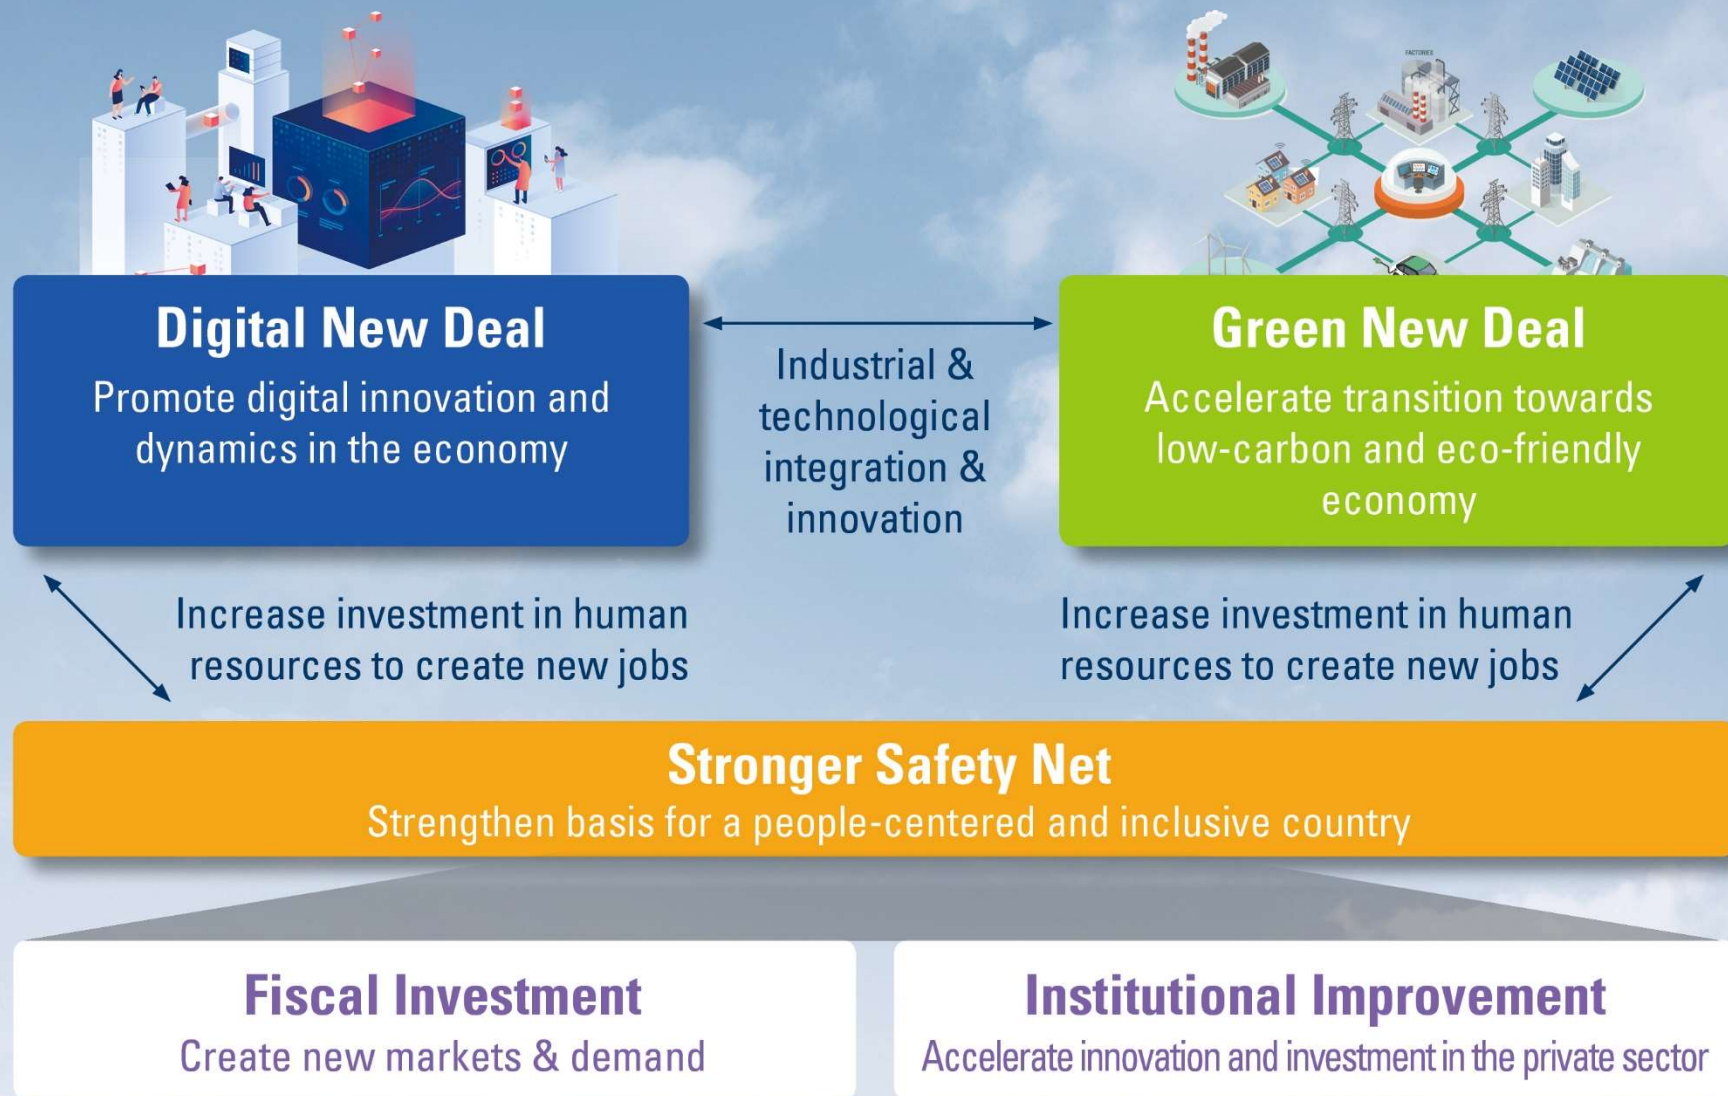 FACTORIES
Digital New Deal
Promote digital innovation and
dynamics in the economy
Industrial &
technological
integration &
innovation
Green New Deal
Accelerate transition towards
low-carbon and eco-friendly
economy
Increase investment in human
resources to create new jobs
Increase investment in human
resources to create new jobs
Stronger Safety Net
Strengthen basis for a people-centered and inclusive country
Fiscal Investment
Create new markets & demand
Institutional Improvement
Accelerate innovation and investment in the private sector